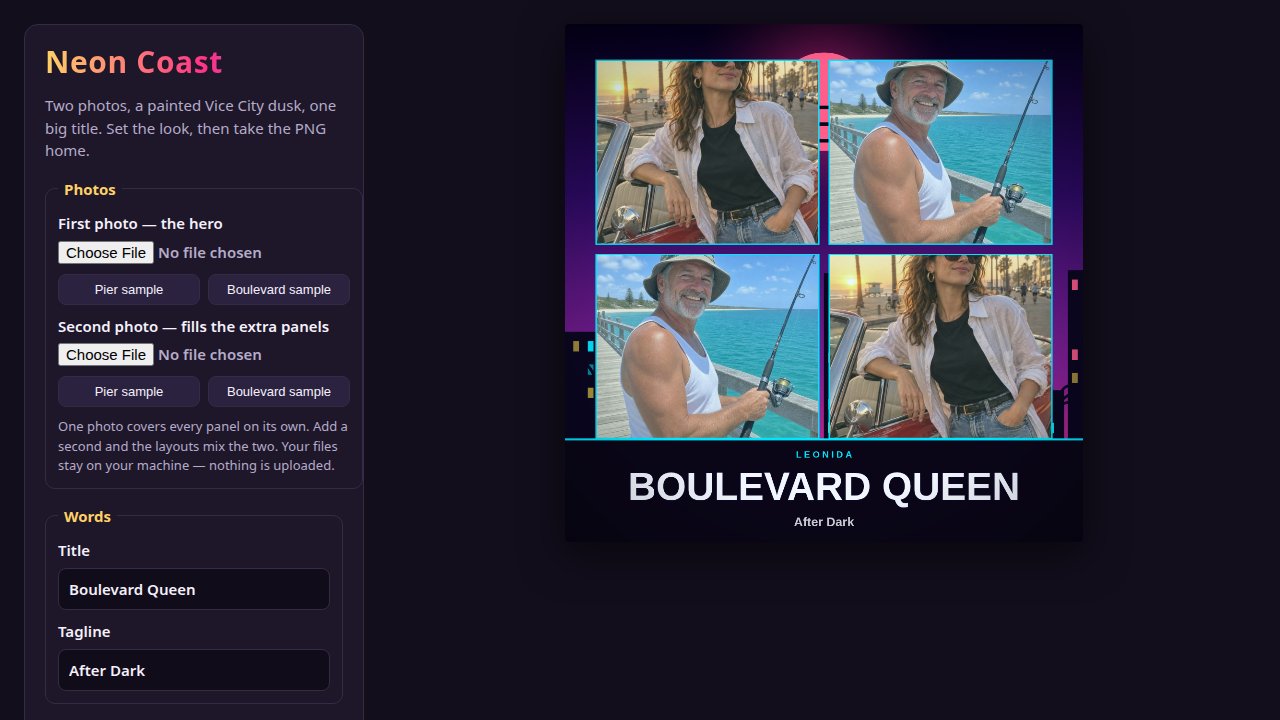 Neon Coast
Two photos, a painted Vice City dusk, one
big title. Set the look, then take the PNG
home.
Photos
First photo — the hero
Choose File No file chosen
Pier sample
Boulevard sample
Second photo — fills the extra panels
Choose File No file chosen
Pier sample
Boulevard sample
One photo covers every panel on its own. Add a
second and the layouts mix the two. Your files
stay on your machine — nothing is uploaded.
Words
Title
Boulevard Queen
Tagline
After Dark
LEONIDA
BOULEVARD QUEEN
After Dark